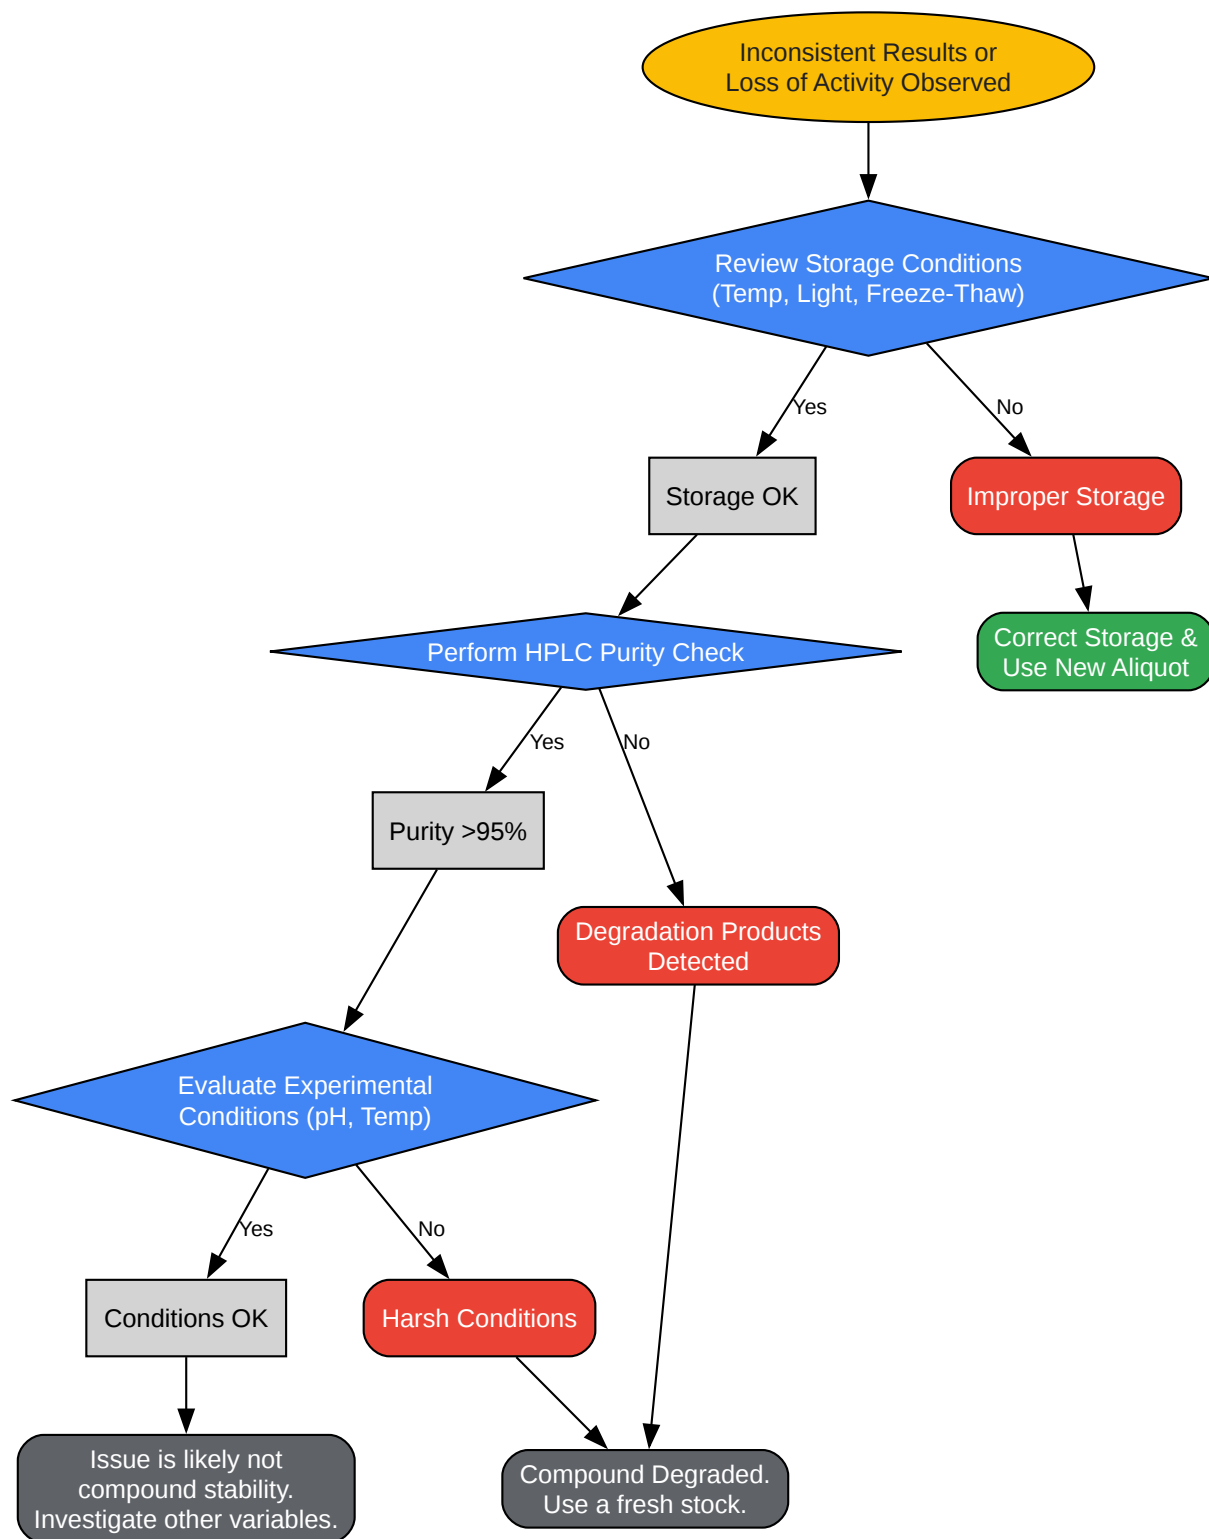 Inconsistent Results or
Loss of Activity Observed
Review Storage Conditions
(Temp, Light, Freeze-Thaw)
Yes
No
Storage OK
Improper Storage
Perform HPLC Purity Check
Correct Storage &
Use New Aliquot
Yes
No
Purity >95%
Degradation Products
Detected
Evaluate Experimental
Conditions (pH, Temp)
Yes
No
Conditions OK
Harsh Conditions
Issue is likely not
compound stability.
Investigate other variables.
Compound Degraded.
Use a fresh stock.